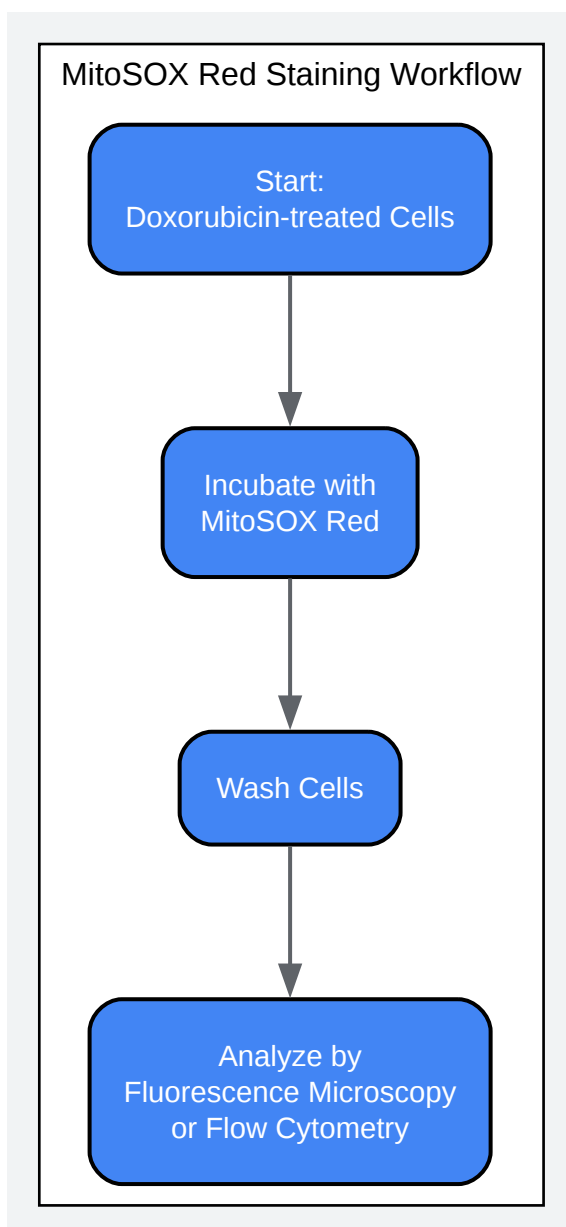 MitoSOX Red Staining Workflow
Start:
Doxorubicin-treated Cells
Incubate with
MitoSOX Red
Wash Cells
Analyze by
Fluorescence Microscopy
or Flow Cytometry